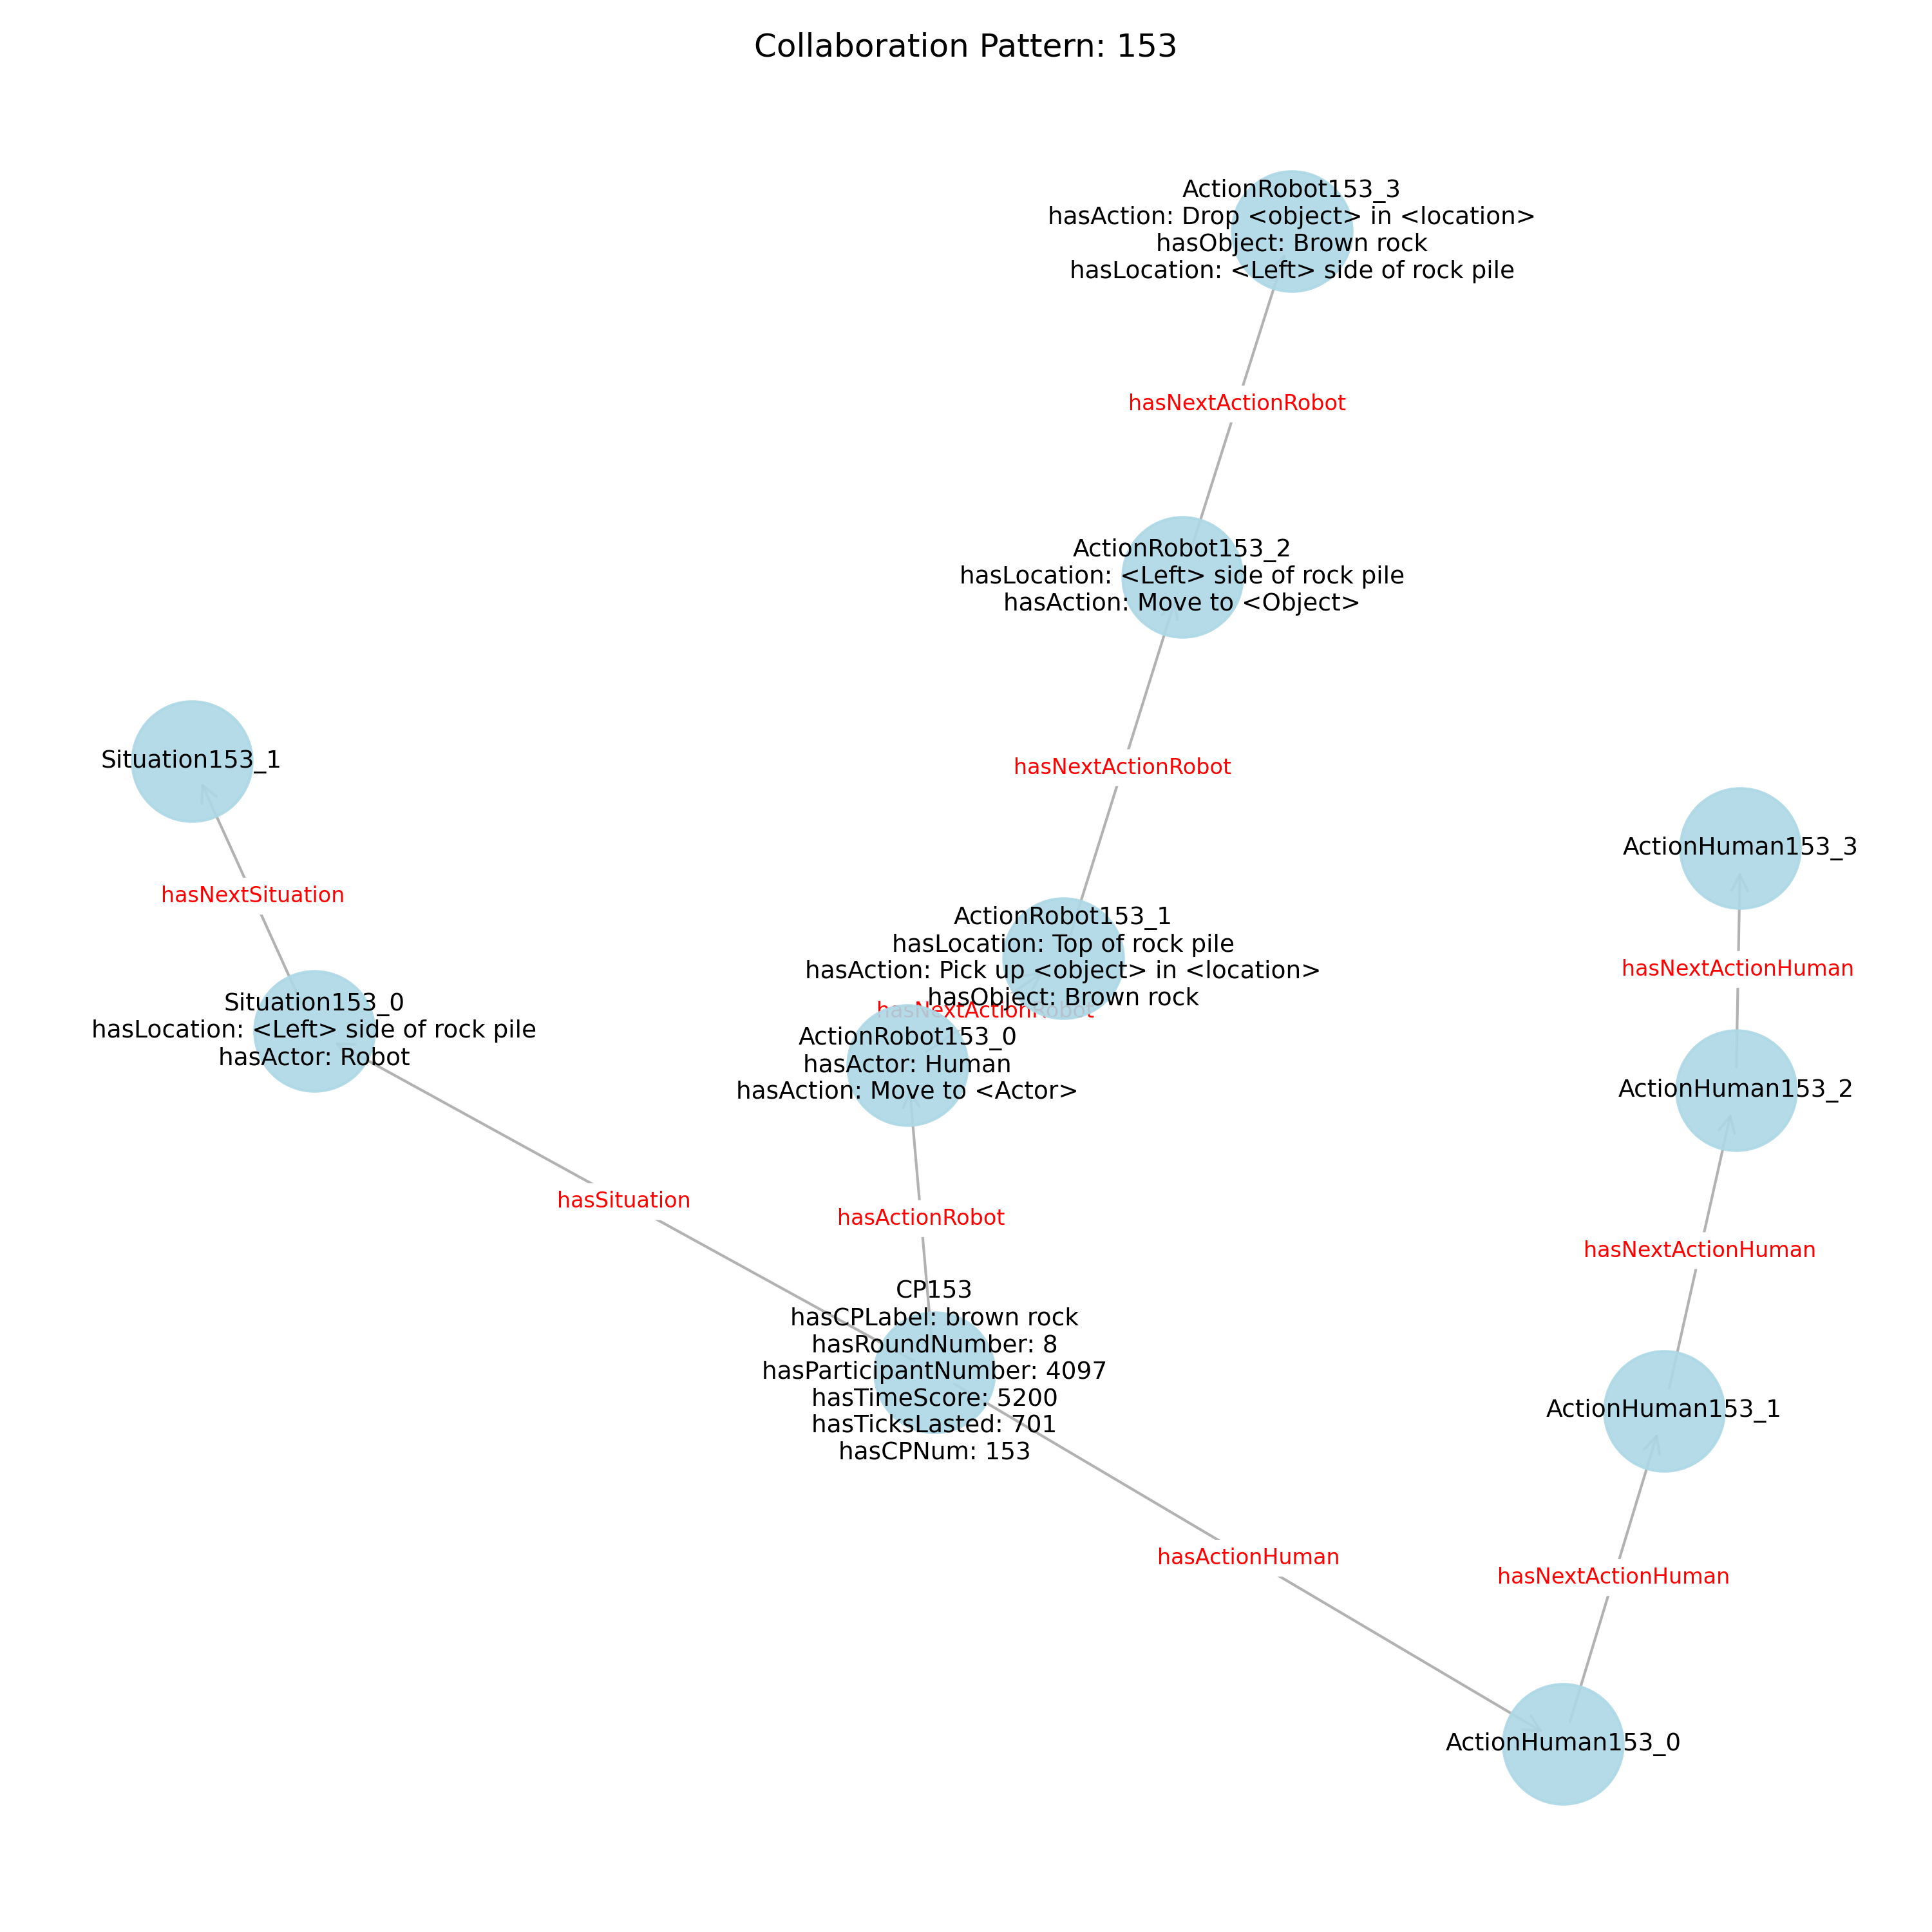 Collaboration Pattern: 153
ActionRobot153_3
hasAction: Drop <object> in <location>
hasObject: Brown rock
hasLocation: <Left> side of rock pile
hasNextActionRobot
ActionRobot153_2
hasLocation: <Left> side of rock pile
hasAction: Move to <Object>
hasNextActionRobot
Situation153_1
hasNextSituation
Situation153_0
hasLocation: <Left> side of rock pile
hasActor: Robot
hasSituation
ActionRobot153_1
hasLocation: Top of rock pile
hasAction: Pick up <object> in <location>
hasObject: Brown rock
hasNextActionRobot
ActionRobot153_0
hasActor: Human
hasAction: Move to <Actor>
hasActionRobot
CP153
hasCPLabel: brown rock
hasRoundNumber: 8
hasParticipantNumber: 4097
hasTimeScore: 5200
hasTicksLasted: 701
hasCPNum: 153
ActionHuman153_3
hasNextActionHuman
ActionHuman153_2
hasNextActionHuman
ActionHuman153_1
hasNextActionHuman
hasActionHuman
ActionHuman153_0